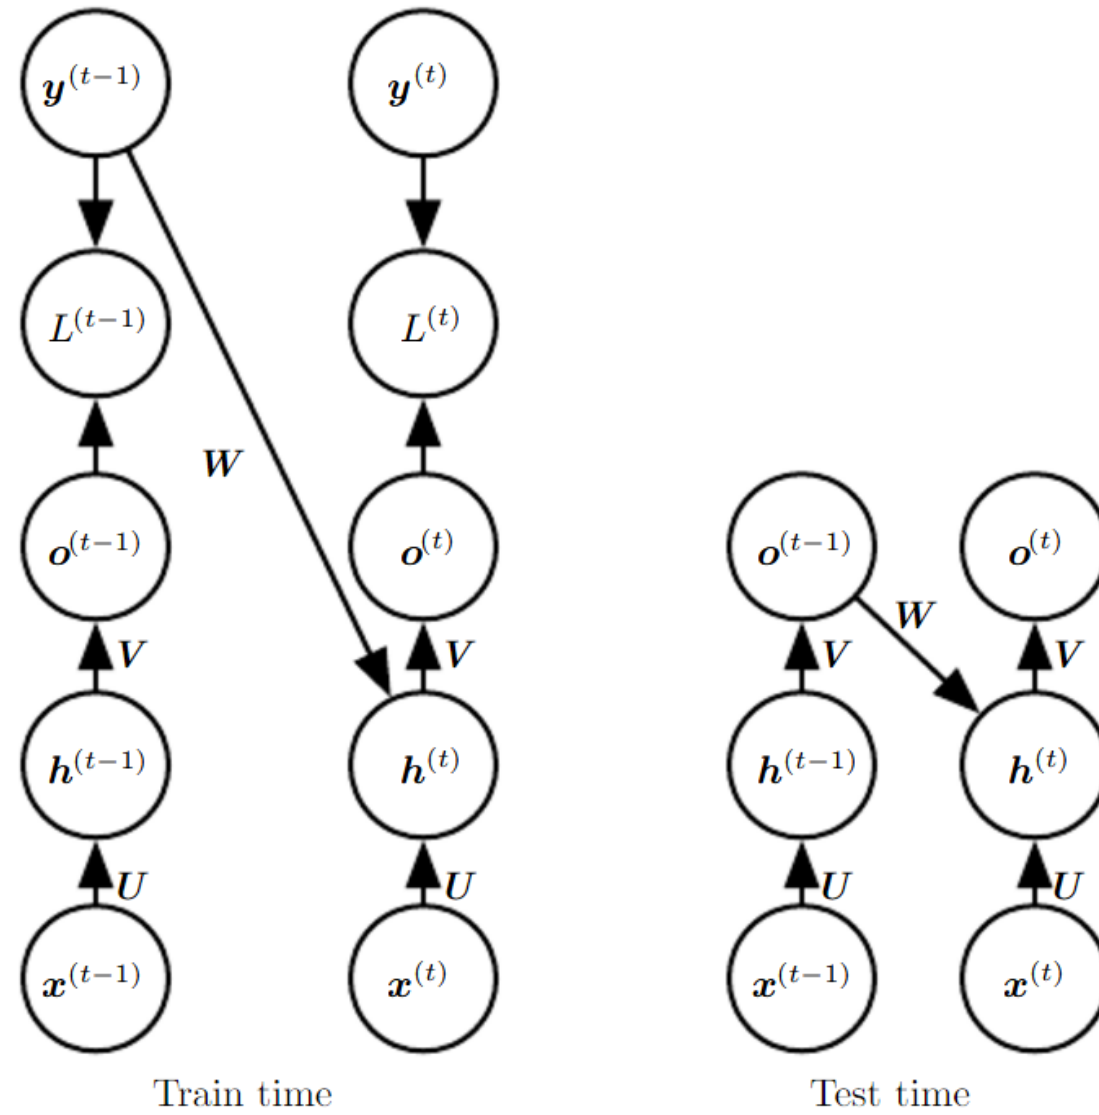 y^{(t−1)} y^{(t)}
L^{(t−1)} L^{(t)}
W
o^{(t−1)} o^{(t)} o^{(t−1)} o^{(t)}
W
V V V V
h^{(t−1)} h^{(t)} h^{(t−1)} h^{(t)}
U U U U
x^{(t−1)} x^{(t)} x^{(t−1)} x^{(t)}
Train time Test time